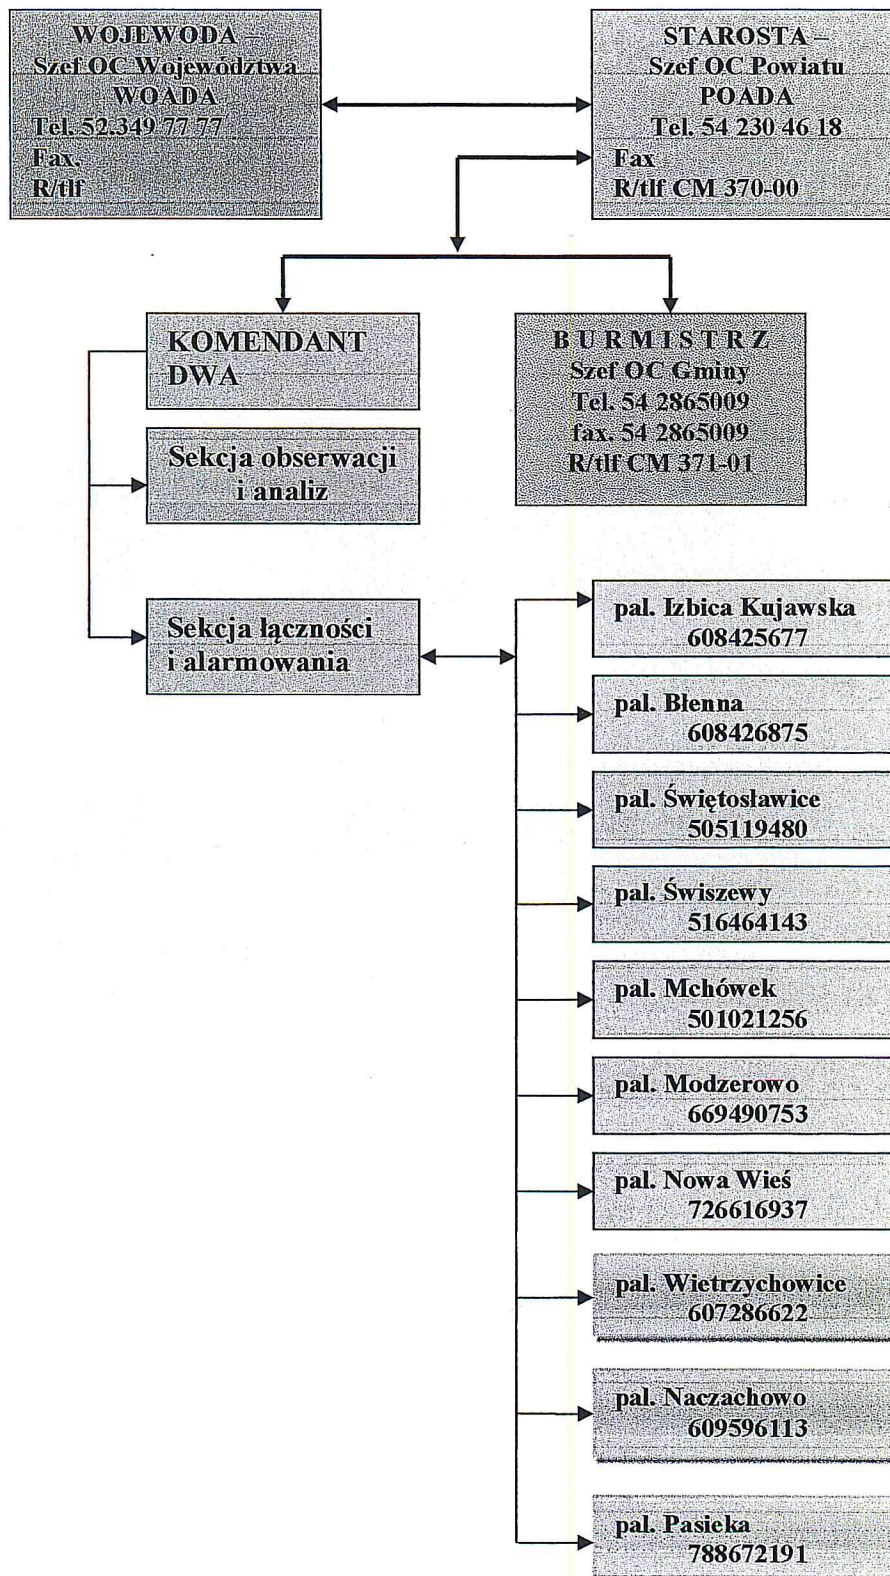 WOJEWODA –
Szef OC Województwa
WOADA
Tel. 52.349 77 77
Fax.
R/tlf
STAROSTA –
Szef OC Powiatu
POADA
Tel. 54 230 46 18
Fax
R/tlf CM 370-00
KOMENDANT
DWA
B U R M I S T R Z
Szef OC Gminy
Tel. 54 2865009
fax. 54 2865009
R/tlf CM 371-01
Sekcja obserwacji
i analiz
Sekcja łączności
i alarmowania
pal. Izbica Kujawska
608425677
pal. Błenna
608426875
pal. Świętosławice
505119480
pal. Świszewy
516464143
pal. Mchówek
501021256
pal. Modzerowo
669490753
pal. Nowa Wieś
726616937
pal. Wietrzychowice
607286622
pal. Naczachowo
609596113
pal. Pasieka
788672191